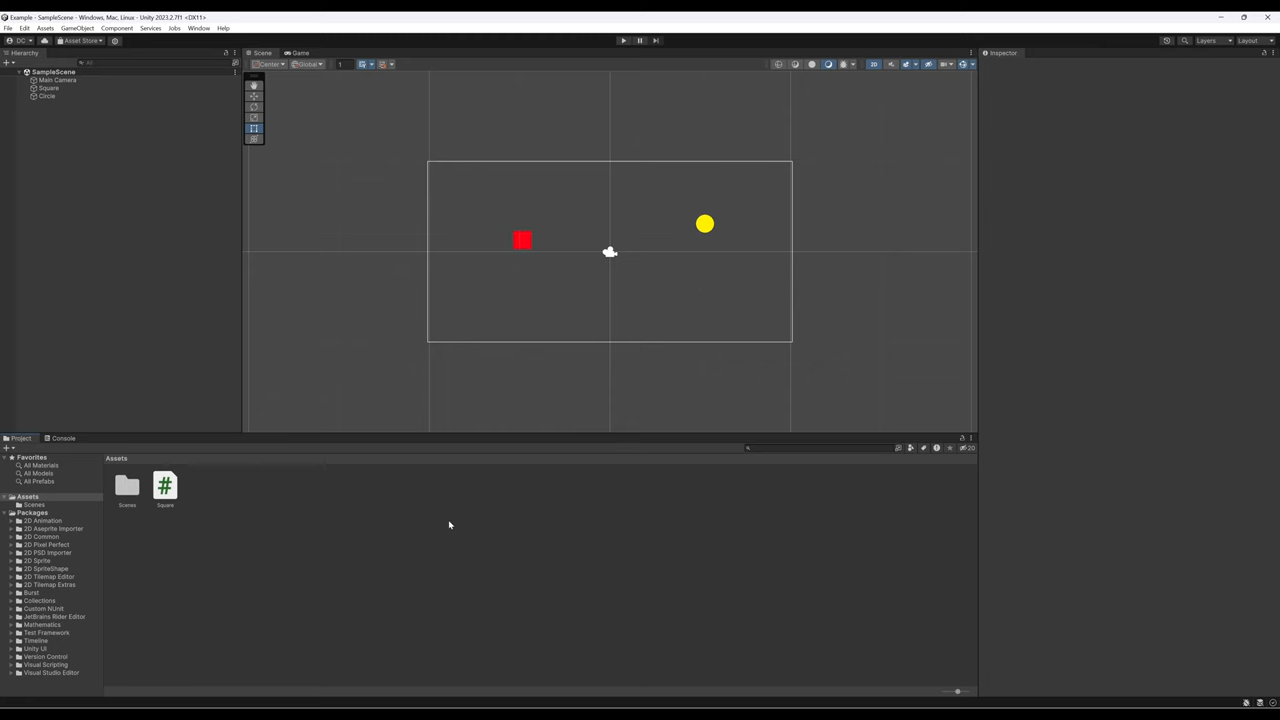 Example - SampleScene - Windows, Mac, Linux - Unity 2023.2.7f1 <DX11>
File Edit Assets GameObject Component Services Jobs Window Help
DC Asset Store Layers Layout
Hierarchy Scene Game Inspector
All Center Global 1 2D
SampleScene
Main Camera
Square
Circle
Project Console
20
Favorites Assets
All Materials
All Models
All Prefabs
Assets
Scenes Scenes Square
Packages
2D Animation
2D Aseprite Importer
2D Common
2D Pixel Perfect
2D PSD Importer
2D Sprite
2D SpriteShape
2D Tilemap Editor
2D Tilemap Extras
Burst
Collections
Custom NUnit
JetBrains Rider Editor
Mathematics
Test Framework
Timeline
Unity UI
Version Control
Visual Scripting
Visual Studio Editor